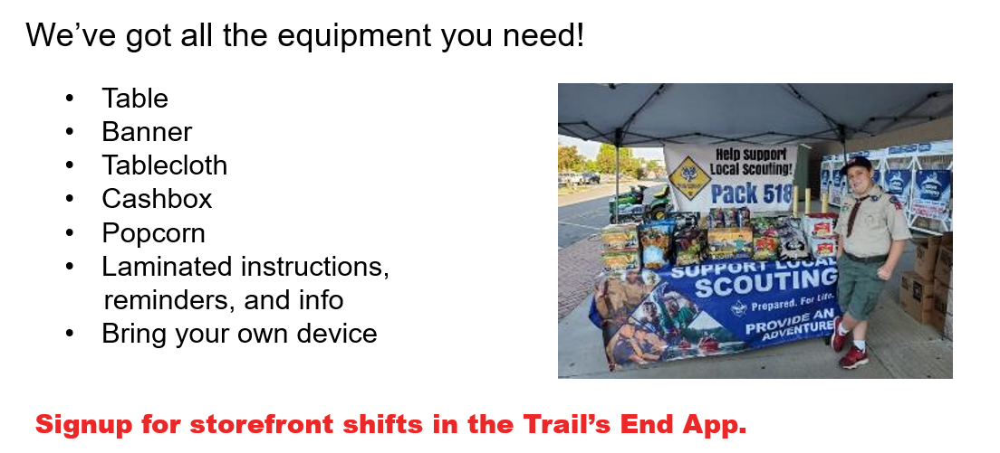 We’ve got all the equipment you need!
• Table
• Banner
• Tablecloth
• Cashbox
• Popcorn
• Laminated instructions,
reminders, and info
• Bring your own device
Help Support
Local Scouting!
Pack 518
SUPPORT LOCAL
SCOUTING
Prepared. For Life.
PROVIDE AN
ADVENTURE
Signup for storefront shifts in the Trail’s End App.